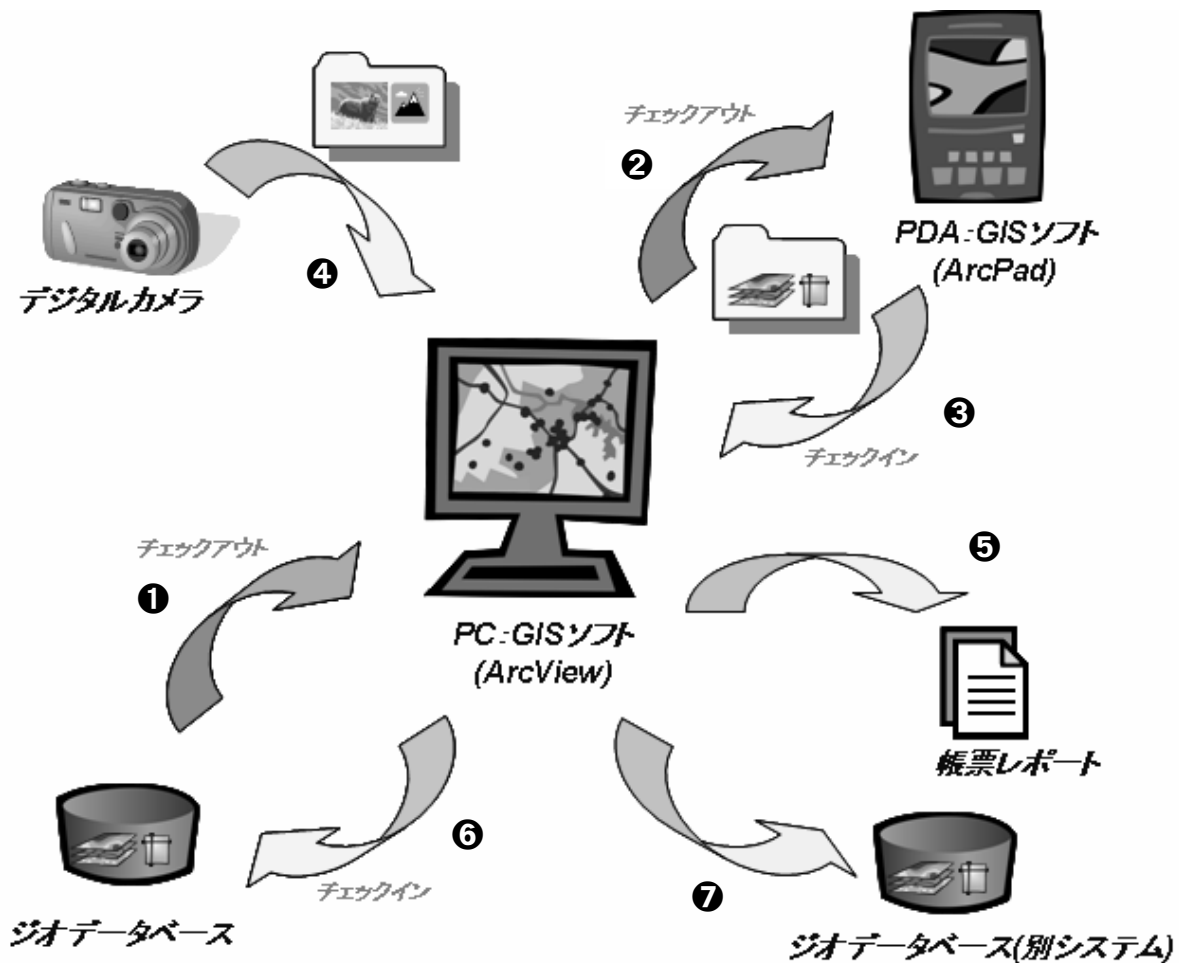 チェックアウト
❷
PDA:GISソフト
(ArcPad)
❹
デジタルカメラ
❸
チェックイン
チェックアウト
❶
❺
PC:GISソフト
(ArcView)
帳票レポート
❻
チェックイン
❼
ジオデータベース
ジオデータベース(別システム)